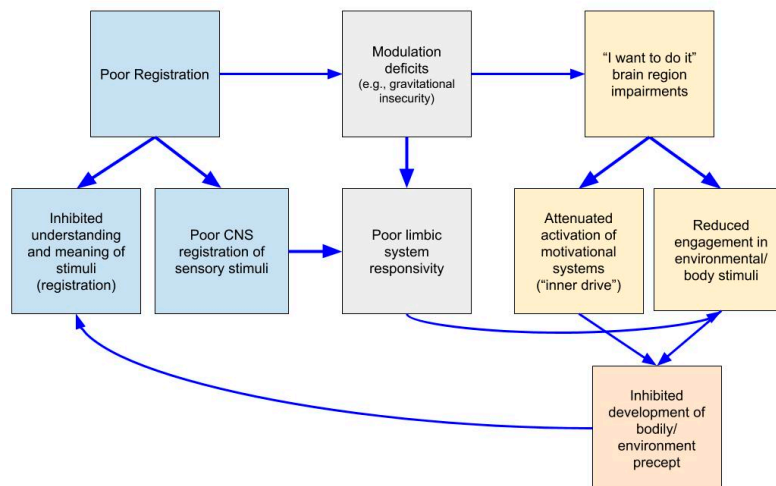 Poor Registration
Modulation
deficits
(e.g., gravitational
insecurity)
“I want to do it”
brain region
impairments
Inhibited
understanding
and meaning of
stimuli
(registration)
Poor CNS
registration of
sensory stimuli
Poor limbic
system
responsivity
Attenuated
activation of
motivational
systems
(“inner drive”)
Reduced
engagement in
environmental/
body stimuli
Inhibited
development of
bodily/
environment
precept